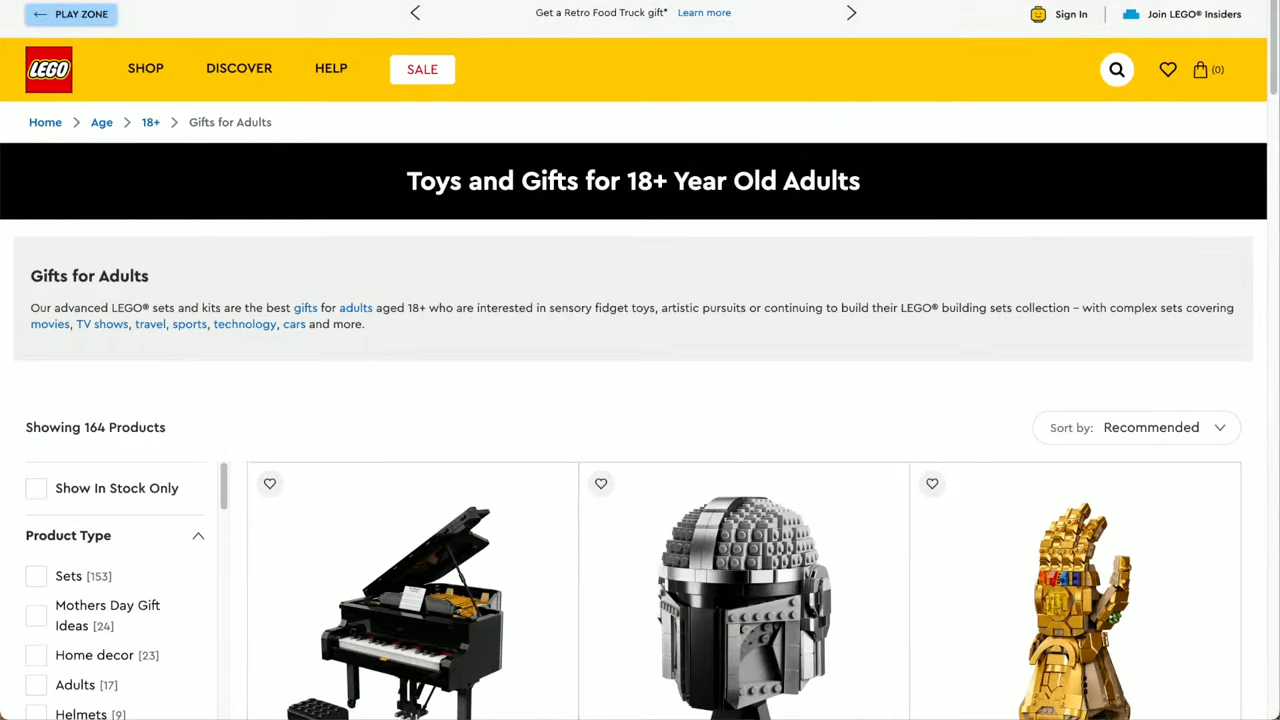 PLAY ZONE
Get a Retro Food Truck gift* Learn more
Sign In
Join LEGO® Insiders
LEGO
SHOP
DISCOVER
HELP
SALE
(0)
Home > Age > 18+ > Gifts for Adults
Toys and Gifts for 18+ Year Old Adults
Gifts for Adults
Our advanced LEGO® sets and kits are the best gifts for adults aged 18+ who are interested in sensory fidget toys, artistic pursuits or continuing to build their LEGO® building sets collection – with complex sets covering
movies, TV shows, travel, sports, technology, cars and more.
Showing 164 Products
Sort by: Recommended
Show In Stock Only
Product Type
Sets [153]
Mothers Day Gift
Ideas [24]
Home decor [23]
Adults [17]
Helmets [9]